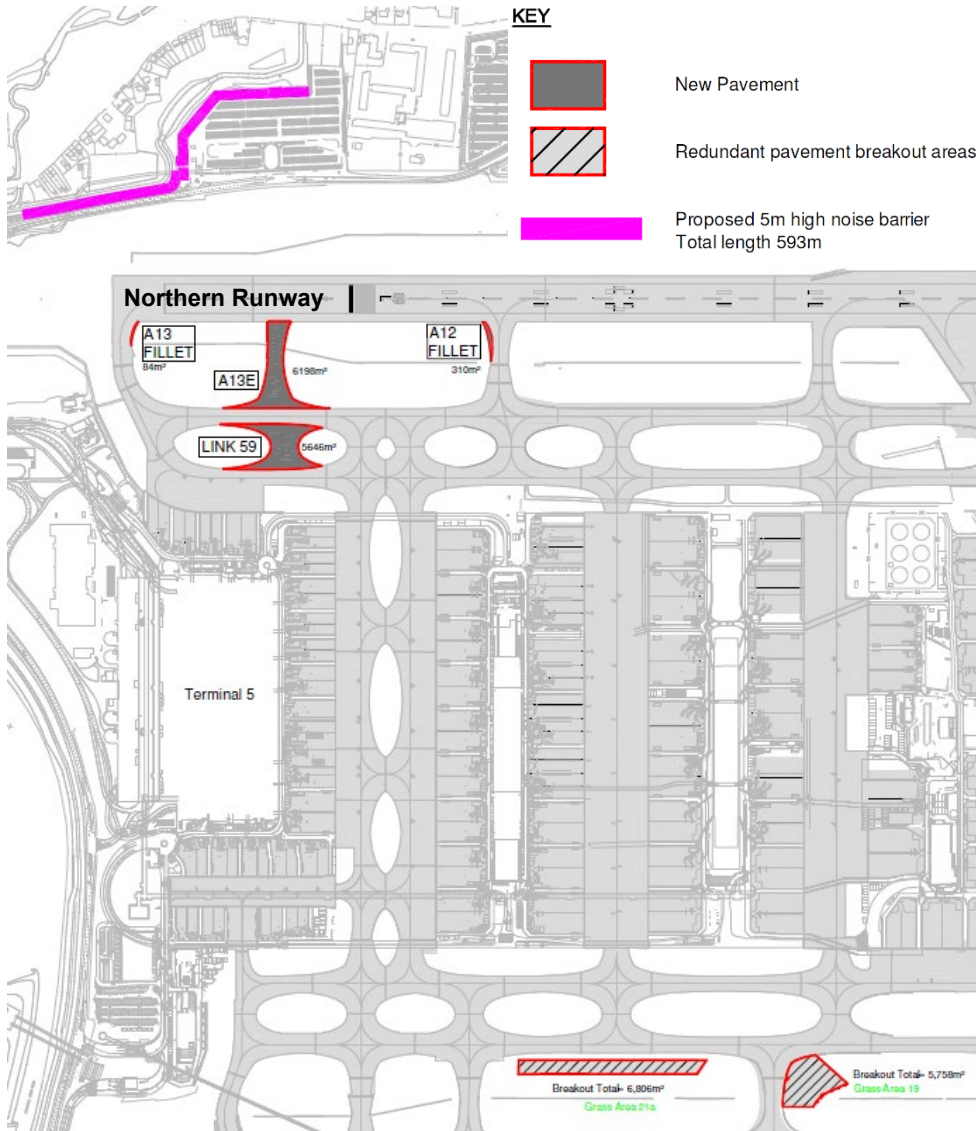 KEY
New Pavement
Redundant pavement breakout areas
Proposed 5m high noise barrier
Total length 593m
Northern Runway
A13
FILLET
84m²
A13E
6198m²
A12
FILLET
310m²
LINK 59
5646m²
Terminal 5
Breakout Total- 6,806m²
Grass Area 21a
Breakout Total- 5,758m²
Grass Area 19